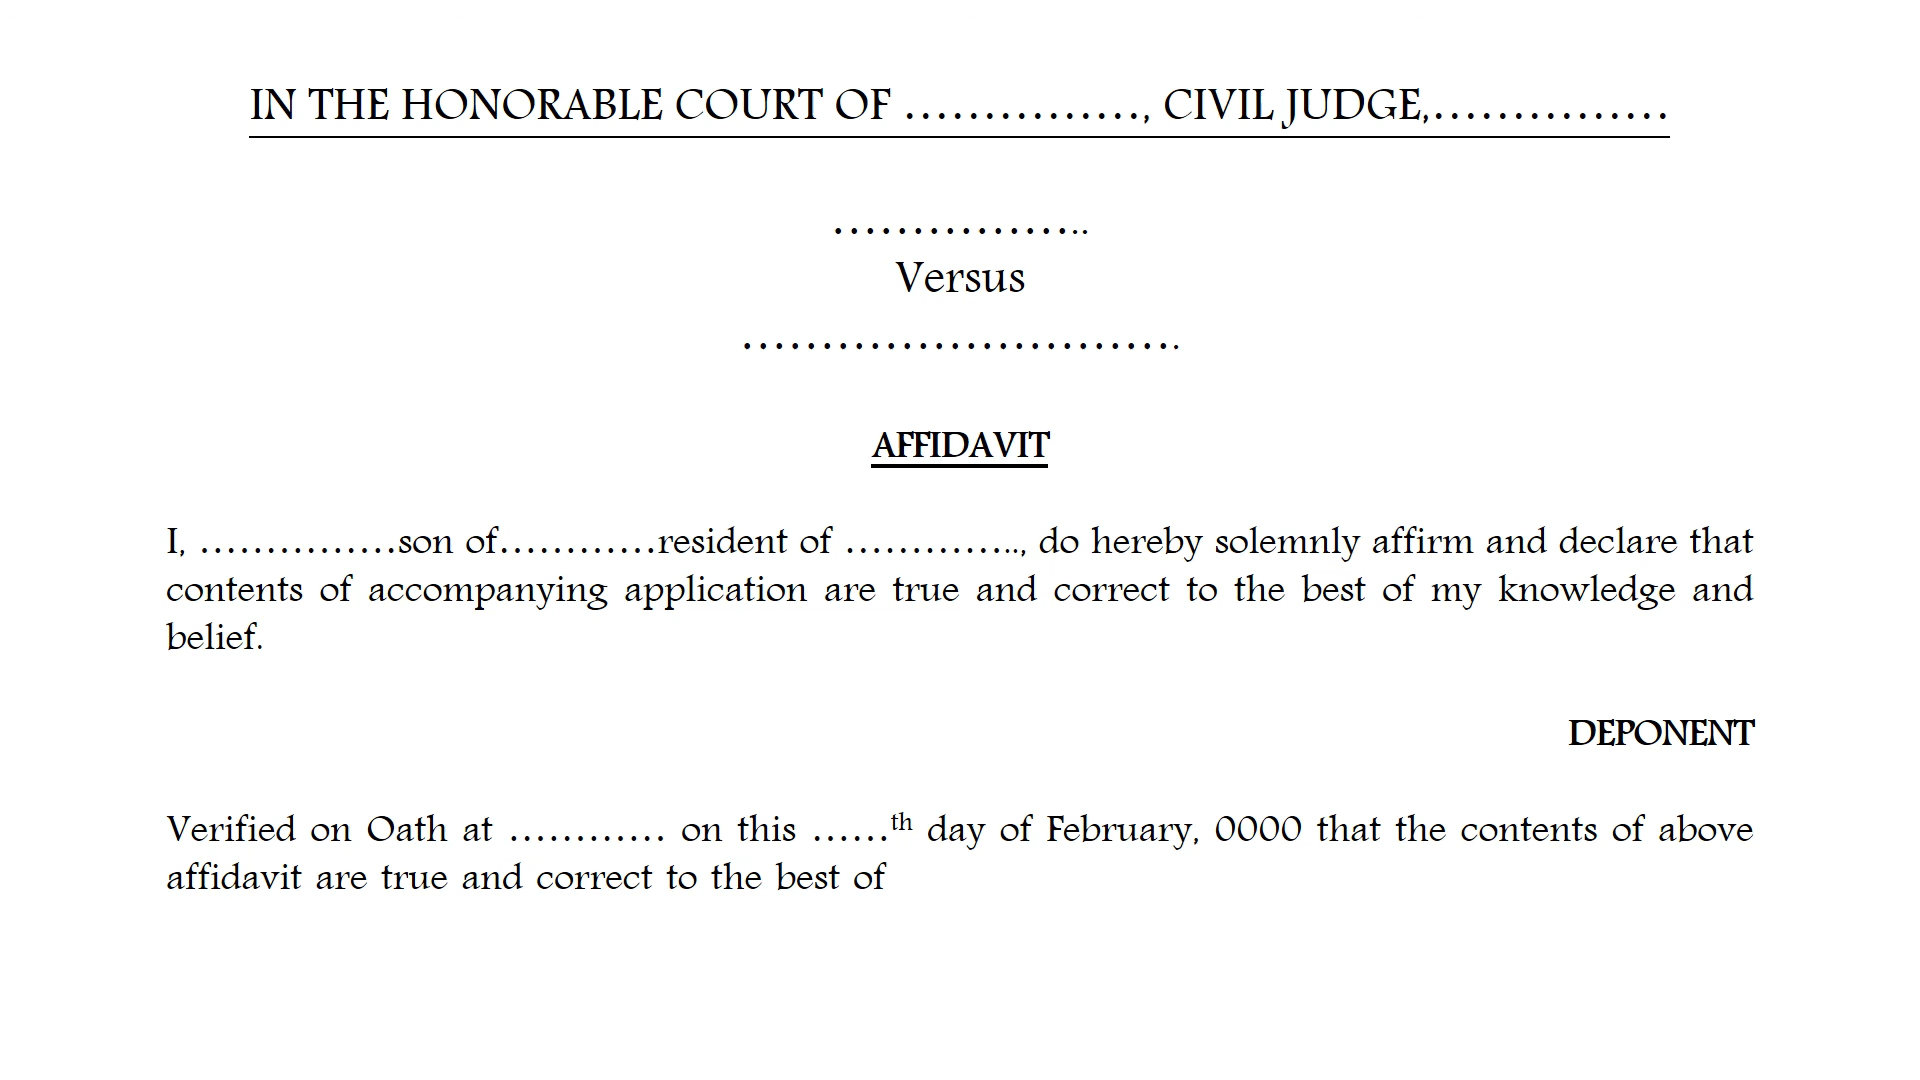 IN THE HONORABLE COURT OF ……………, CIVIL JUDGE,……………
……………..
Versus
……………………….
AFFIDAVIT
I, ……………son of…………resident of ………….., do hereby solemnly affirm and declare that
contents of accompanying application are true and correct to the best of my knowledge and
belief.
DEPONENT
Verified on Oath at ………… on this ……th day of February, 0000 that the contents of above
affidavit are true and correct to the best of